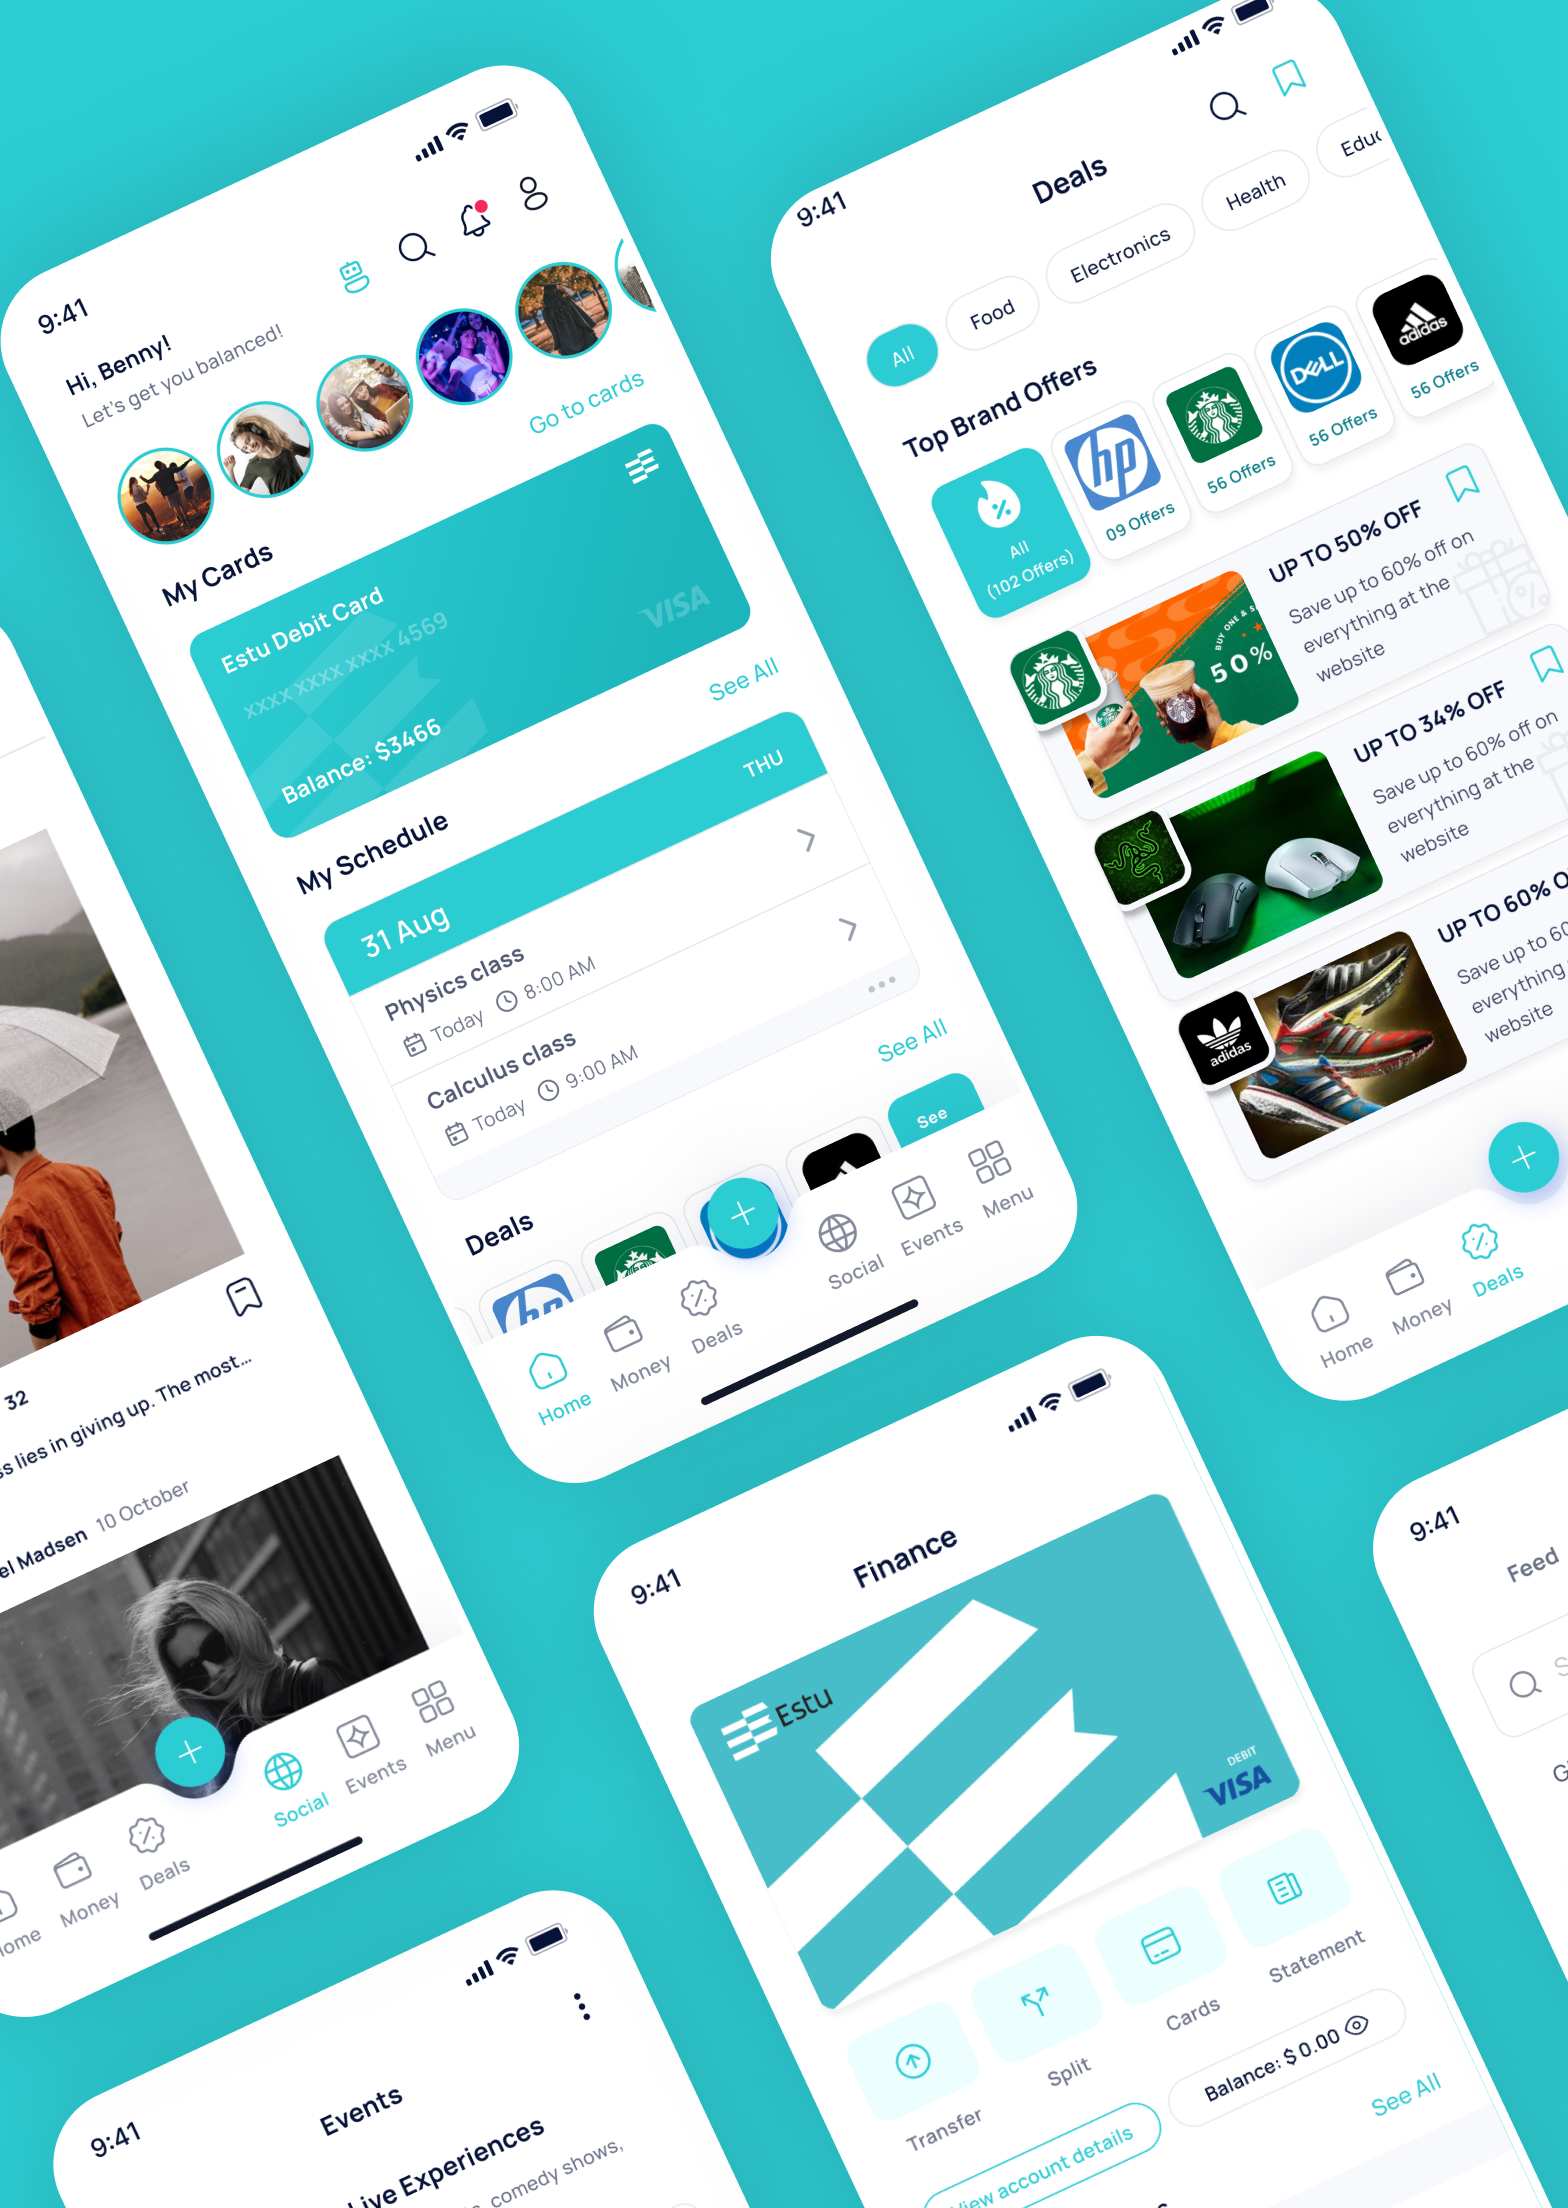 9:41
Hi, Benny!
Let's get you balanced!
Go to cards
My Cards
Estu Debit Card
xxxx xxxx xxxx 4569
Balance: $3466
VISA
See All
My Schedule
THU
31 Aug
Physics class
Today 8:00 AM
Calculus class
Today 9:00 AM
See All
Deals
hp
See
Home
Money
Deals
Social
Events
Menu
9:41
Deals
All
Food
Electronics
Health
Top Brand Offers
All
(102 Offers)
hp
09 Offers
56 Offers
DELL
56 Offers
adidas
56 Offers
UP TO 50% OFF
Save up to 60% off on
everything at the
website
BUY ONE &
50%
UP TO 34% OFF
Save up to 60% off on
everything at the
website
adidas
UP TO 60%
Save up to
everything
website
Home
Money
Deals
32
lies in giving up. The most...
Madsen 10 October
Money
Deals
Social
Events
Menu
9:41
Finance
Estu
DEBIT
VISA
Transfer
Split
Cards
Statement
View account details
Balance: $ 0.00
See All
9:41
Events
Live Experiences
comedy shows,
9:41
Feed